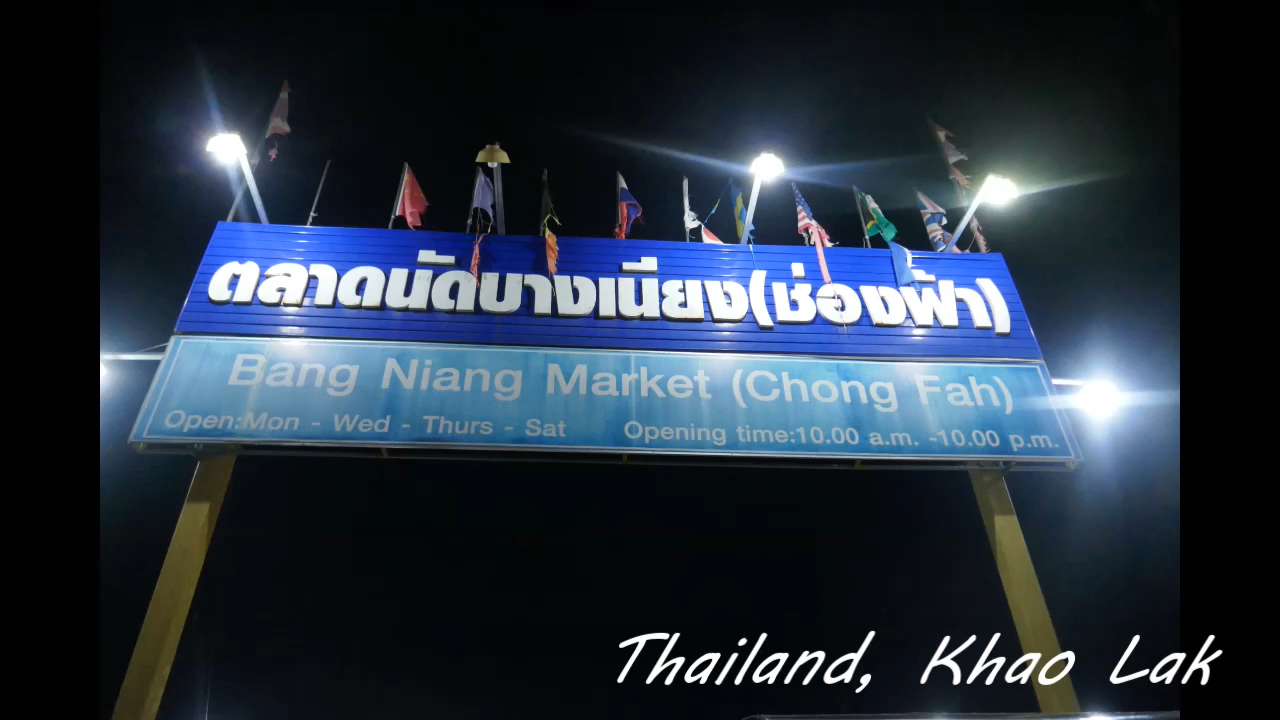 ตลาดนัดบางเนียง(ช่องฟ้า)
Bang Niang Market (Chong Fah)
Open:Mon - Wed - Thurs - Sat Opening time:10.00 a.m. -10.00 p.m.
Thailand, Khao Lak